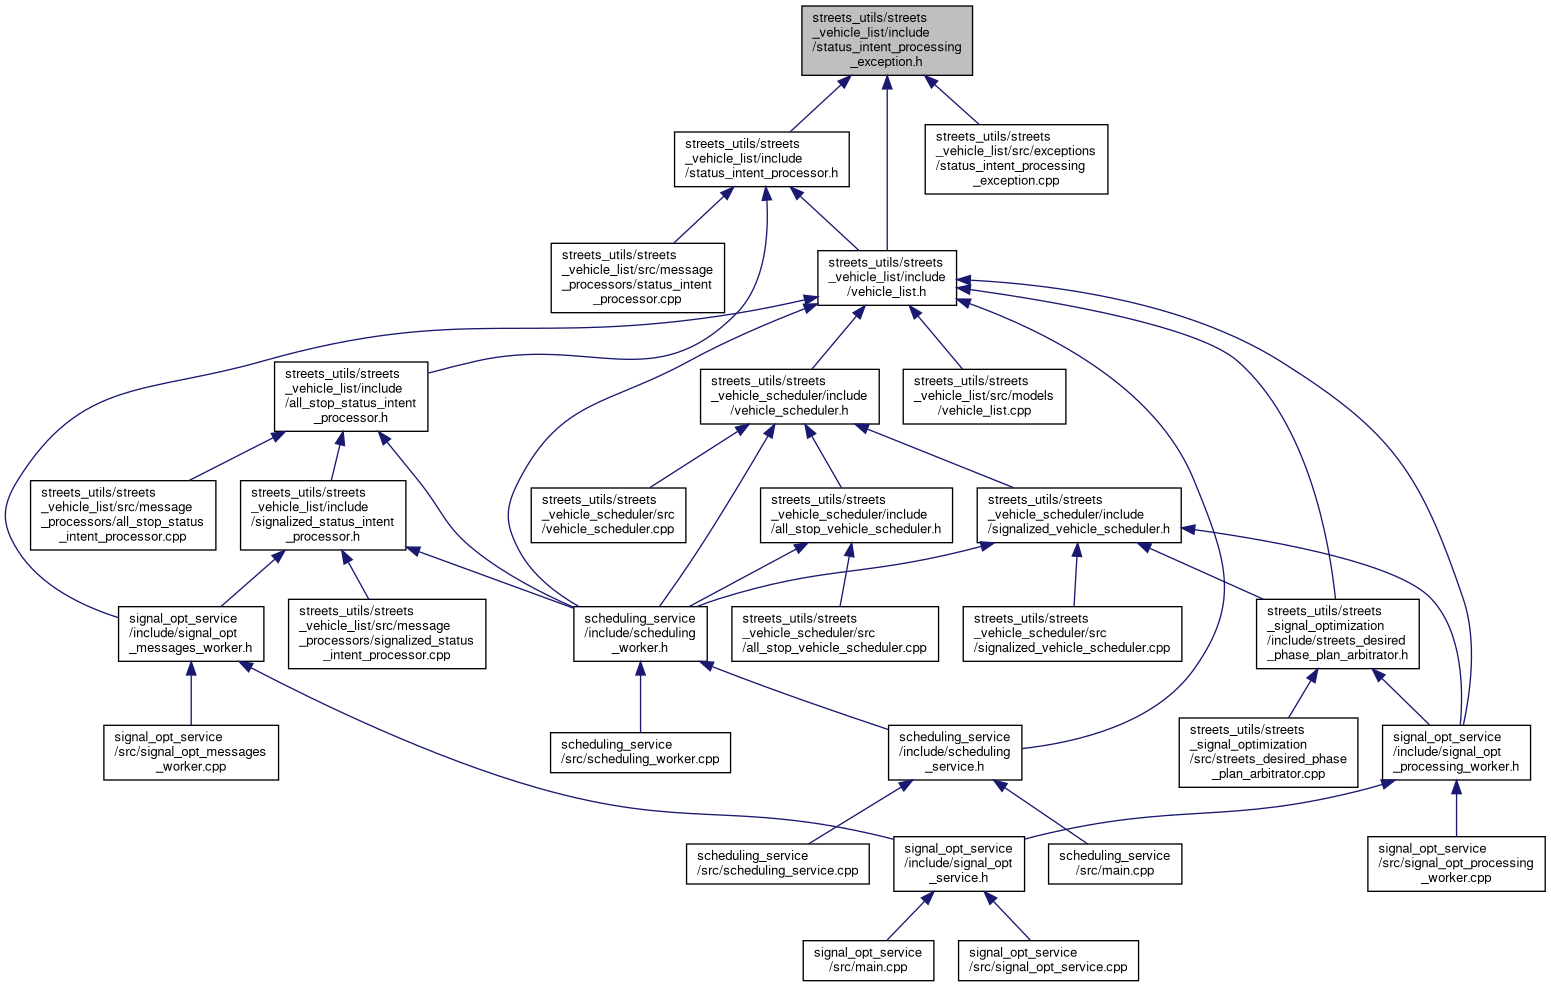 streets_utils/streets
_vehicle_list/include
/status_intent_processing
_exception.h
streets_utils/streets
_vehicle_list/include
/status_intent_processor.h
streets_utils/streets
_vehicle_list/src/exceptions
/status_intent_processing
_exception.cpp
streets_utils/streets
_vehicle_list/src/message
_processors/status_intent
_processor.cpp
streets_utils/streets
_vehicle_list/include
/vehicle_list.h
streets_utils/streets
_vehicle_list/include
/all_stop_status_intent
_processor.h
streets_utils/streets
_vehicle_scheduler/include
/vehicle_scheduler.h
streets_utils/streets
_vehicle_list/src/models
/vehicle_list.cpp
streets_utils/streets
_vehicle_list/src/message
_processors/all_stop_status
_intent_processor.cpp
streets_utils/streets
_vehicle_list/include
/signalized_status_intent
_processor.h
streets_utils/streets
_vehicle_scheduler/src
/vehicle_scheduler.cpp
streets_utils/streets
_vehicle_scheduler/include
/all_stop_vehicle_scheduler.h
streets_utils/streets
_vehicle_scheduler/include
/signalized_vehicle_scheduler.h
signal_opt_service
/include/signal_opt
_messages_worker.h
streets_utils/streets
_vehicle_list/src/message
_processors/signalized_status
_intent_processor.cpp
scheduling_service
/include/scheduling
_worker.h
streets_utils/streets
_vehicle_scheduler/src
/all_stop_vehicle_scheduler.cpp
streets_utils/streets
_vehicle_scheduler/src
/signalized_vehicle_scheduler.cpp
streets_utils/streets
_signal_optimization
/include/streets_desired
_phase_plan_arbitrator.h
signal_opt_service
/src/signal_opt_messages
_worker.cpp
scheduling_service
/src/scheduling_worker.cpp
scheduling_service
/include/scheduling
_service.h
streets_utils/streets
_signal_optimization
/src/streets_desired_phase
_plan_arbitrator.cpp
signal_opt_service
/include/signal_opt
_processing_worker.h
scheduling_service
/src/scheduling_service.cpp
signal_opt_service
/include/signal_opt
_service.h
scheduling_service
/src/main.cpp
signal_opt_service
/src/signal_opt_processing
_worker.cpp
signal_opt_service
/src/main.cpp
signal_opt_service
/src/signal_opt_service.cpp